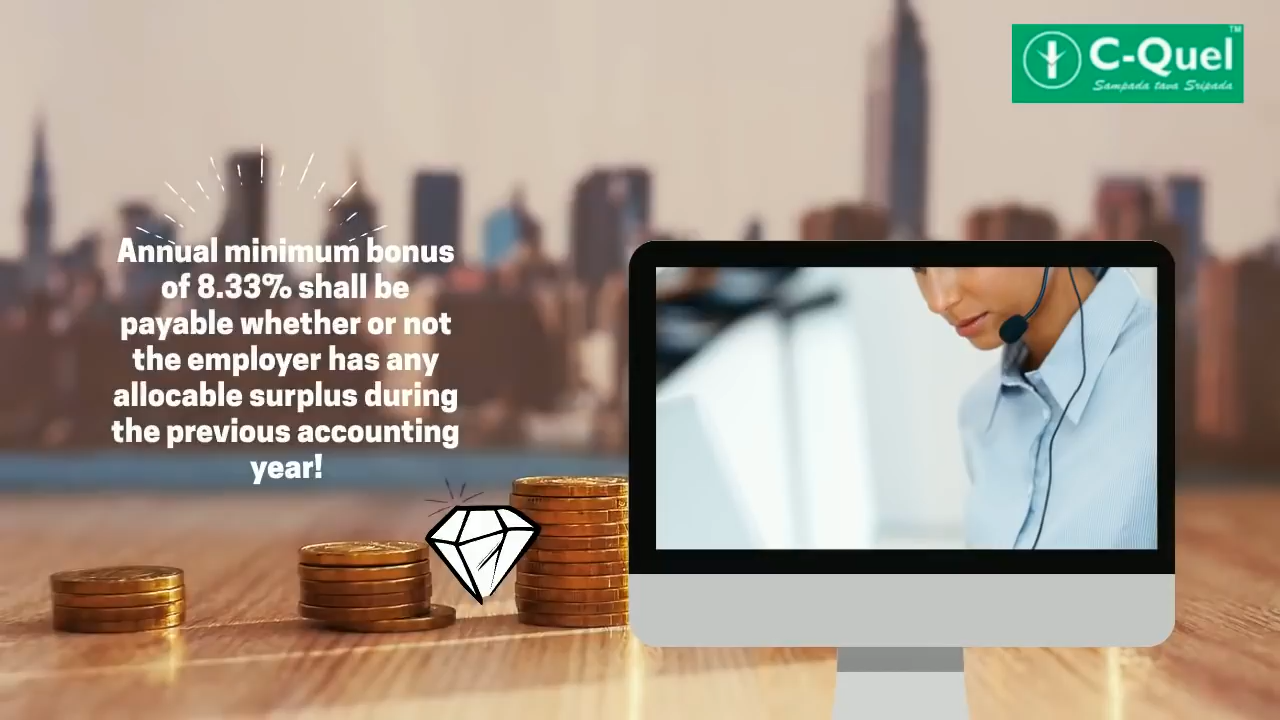 C-Quel TM
Sampada tava Sripada
Annual minimum bonus
of 8.33% shall be
payable whether or not
the employer has any
allocable surplus during
the previous accounting
year!